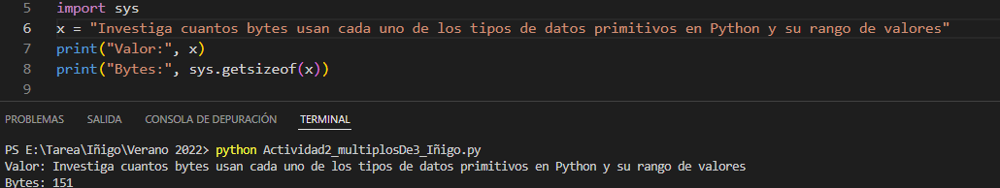 5 import sys
6 x = "Investiga cuantos bytes usan cada uno de los tipos de datos primitivos en Python y su rango de valores"
7 print("Valor:", x)
8 print("Bytes:", sys.getsizeof(x))
9
PROBLEMAS SALIDA CONSOLA DE DEPURACIÓN TERMINAL
PS E:\Tarea\Iñigo\Verano 2022> python Actividad2_multiplosDe3_Iñigo.py
Valor: Investiga cuantos bytes usan cada uno de los tipos de datos primitivos en Python y su rango de valores
Bytes: 151